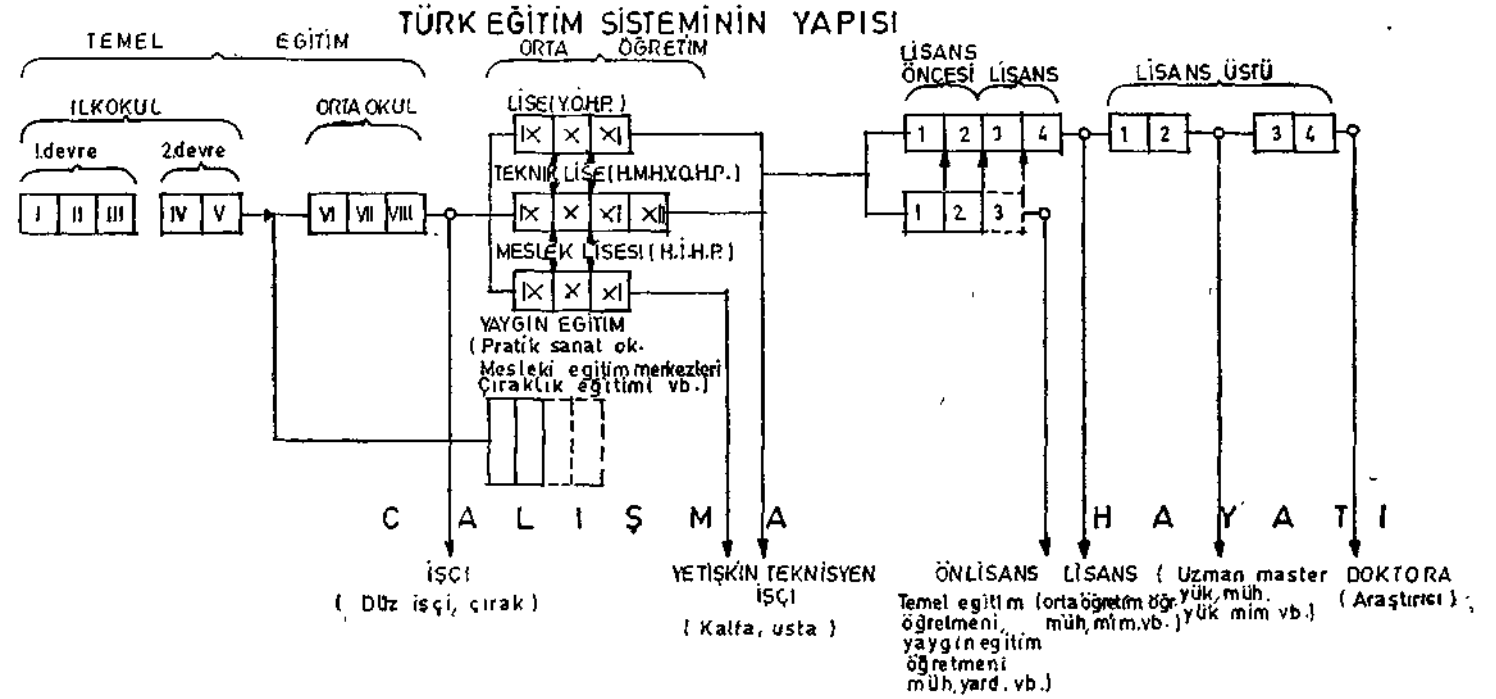 TÜRK EĞİTİM SİSTEMİNİN YAPISI
TEMEL EĞİTİM
ORTA ÖĞRETİM
LİSANS ÖNCESİ
LİSANS
LİSANS ÜSTÜ
ILKOKUL
ORTA OKUL
1.devre
2.devre
I II III
IV V
VI VII VIII
LİSE(Y.Ö.H.P.)
IX X XI
TEKNİK LİSE(H.M.H.Y.Ö.H.P.)
IX X XI XII
MESLEK LİSESİ(H.İ.H.P.)
IX X XI
YAYGIN EĞİTİM
(Pratik sanat ok.
Mesleki eğitim merkezleri
Çıraklık eğitimi vb.)
1 2 3 4
1 2 3
1 2
3 4
ÇALIŞMA HAYATI
İŞÇİ
( Düz işçi, çırak )
YETİŞKİN İŞÇİ
TEKNİSYEN
( Kalfa, usta )
ÖNLİSANS
Temel eğitim
öğretmeni,
yaygın eğitim
öğretmeni
müh.yard. vb.)
LİSANS
(orta öğretim öğr.
müh, mim, vb.)
( Uzman master
yük, müh.
yük mim vb.)
DOKTORA
( Araştırıcı )